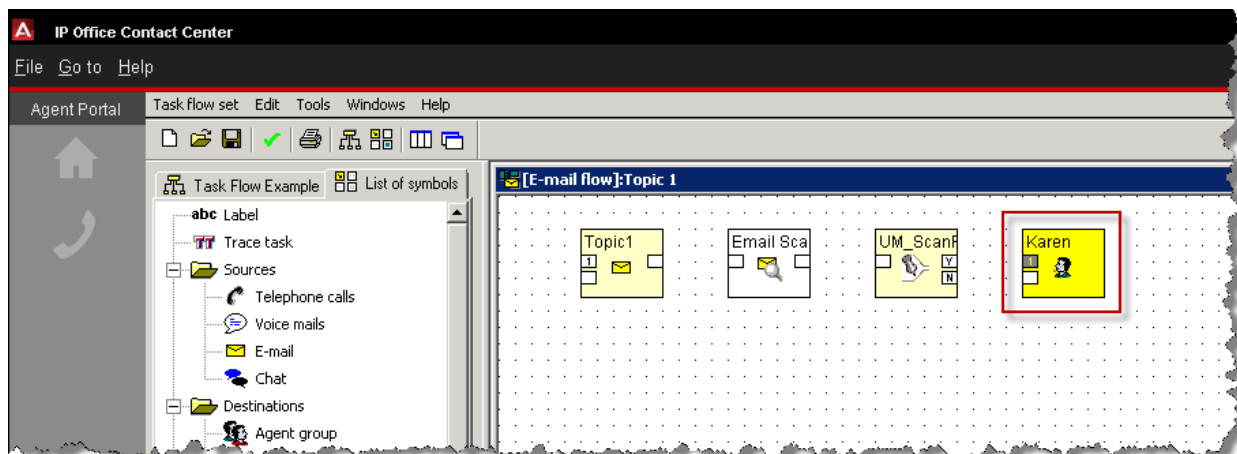 IP Office Contact Center
File Go to Help
Agent Portal
Task flow set Edit Tools Windows Help
Task Flow Example
List of symbols
[E-mail flow]:Topic 1
abc Label
TT Trace task
Sources
Telephone calls
Voice mails
E-mail
Chat
Destinations
Agent group
Topic1
1
Email Sca
UM_ScanF
Y
N
Karen
1